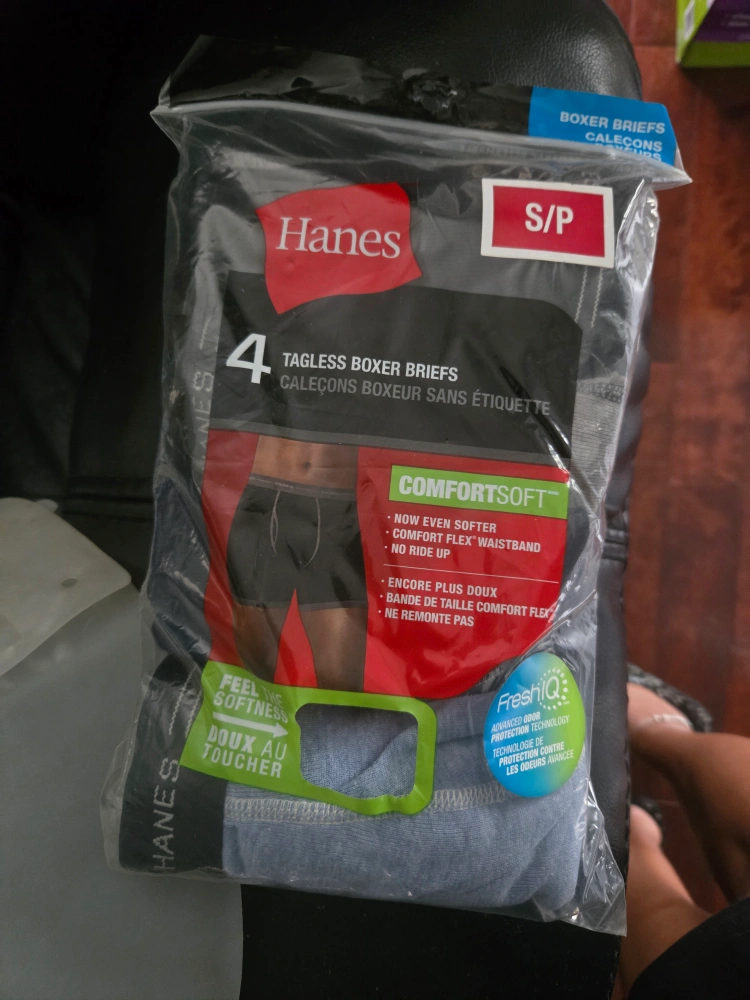 BOXER BRIEFS
CALEÇONS
BOXEURS
Hanes
S/P
4 TAGLESS BOXER BRIEFS
CALEÇONS BOXEUR SANS ÉTIQUETTE
COMFORTSOFT
· NOW EVEN SOFTER
· COMFORT FLEX® WAISTBAND
· NO RIDE UP
· ENCORE PLUS DOUX
· BANDE DE TAILLE COMFORT FLEX
· NE REMONTE PAS
FEEL THE
SOFTNESS
DOUX AU
TOUCHER
FreshIQ
ADVANCED ODOR
PROTECTION TECHNOLOGY
TECHNOLOGIE DE
PROTECTION CONTRE
LES ODEURS AVANCÉE
HANES
NES